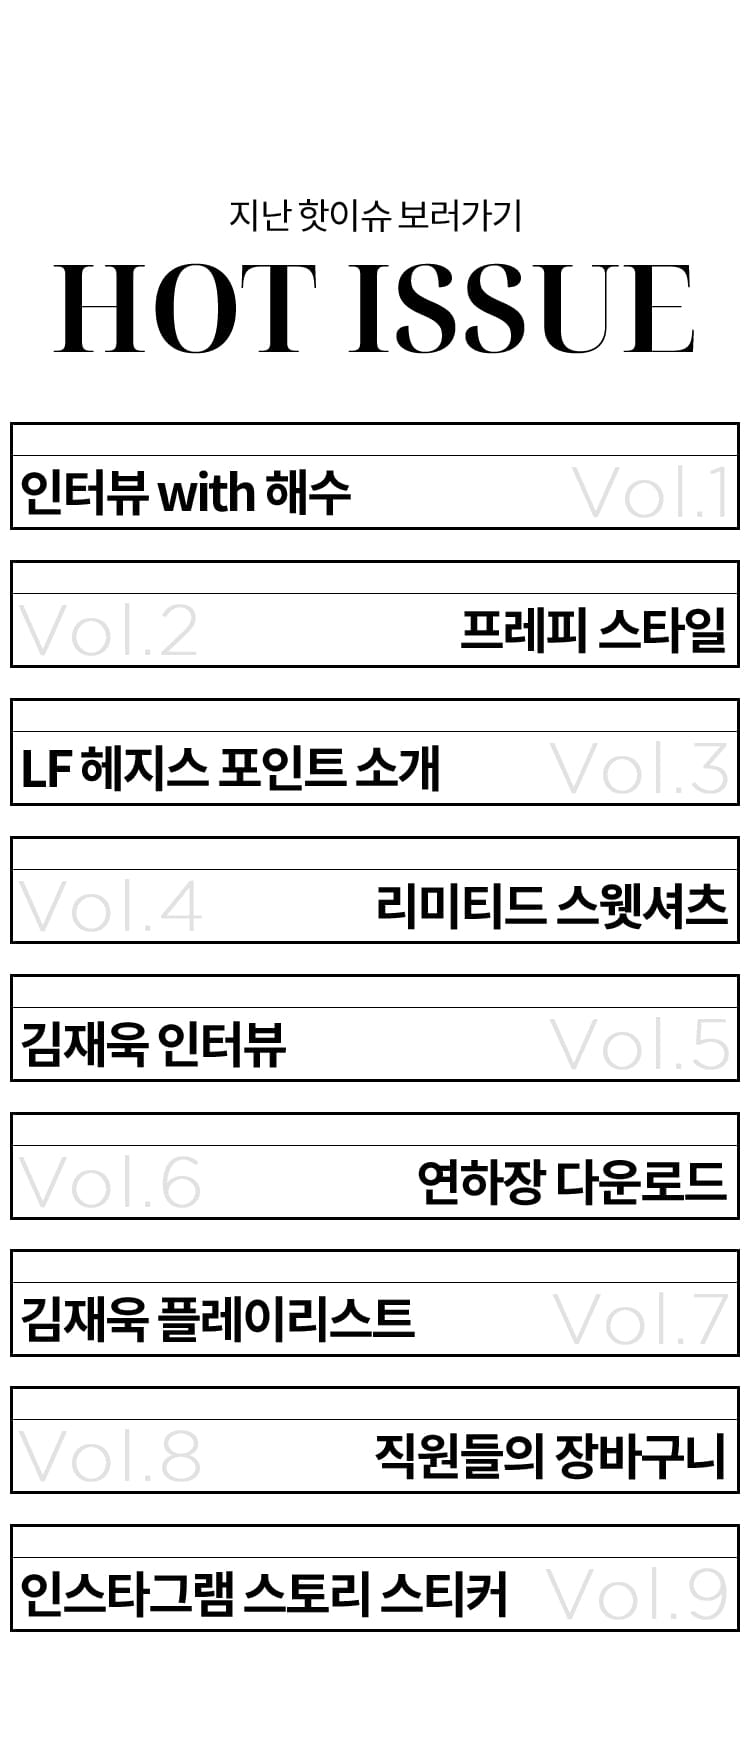 지난 핫이슈 보러가기
HOT ISSUE
인터뷰 with 해수 Vol.1
Vol.2 프레피 스타일
LF 헤지스 포인트 소개 Vol.3
Vol.4 리미티드 스웻셔츠
김재욱 인터뷰 Vol.5
Vol.6 연하장 다운로드
김재욱 플레이리스트 Vol.7
Vol.8 직원들의 장바구니
인스타그램 스토리 스티커 Vol.9